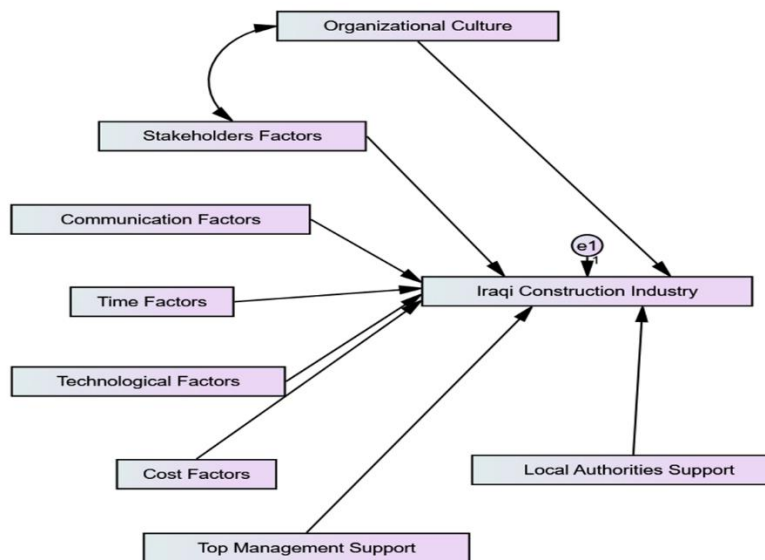 Organizational Culture
Stakeholders Factors
Communication Factors
e1
1
Iraqi Construction Industry
Time Factors
Technological Factors
Cost Factors
Local Authorities Support
Top Management Support